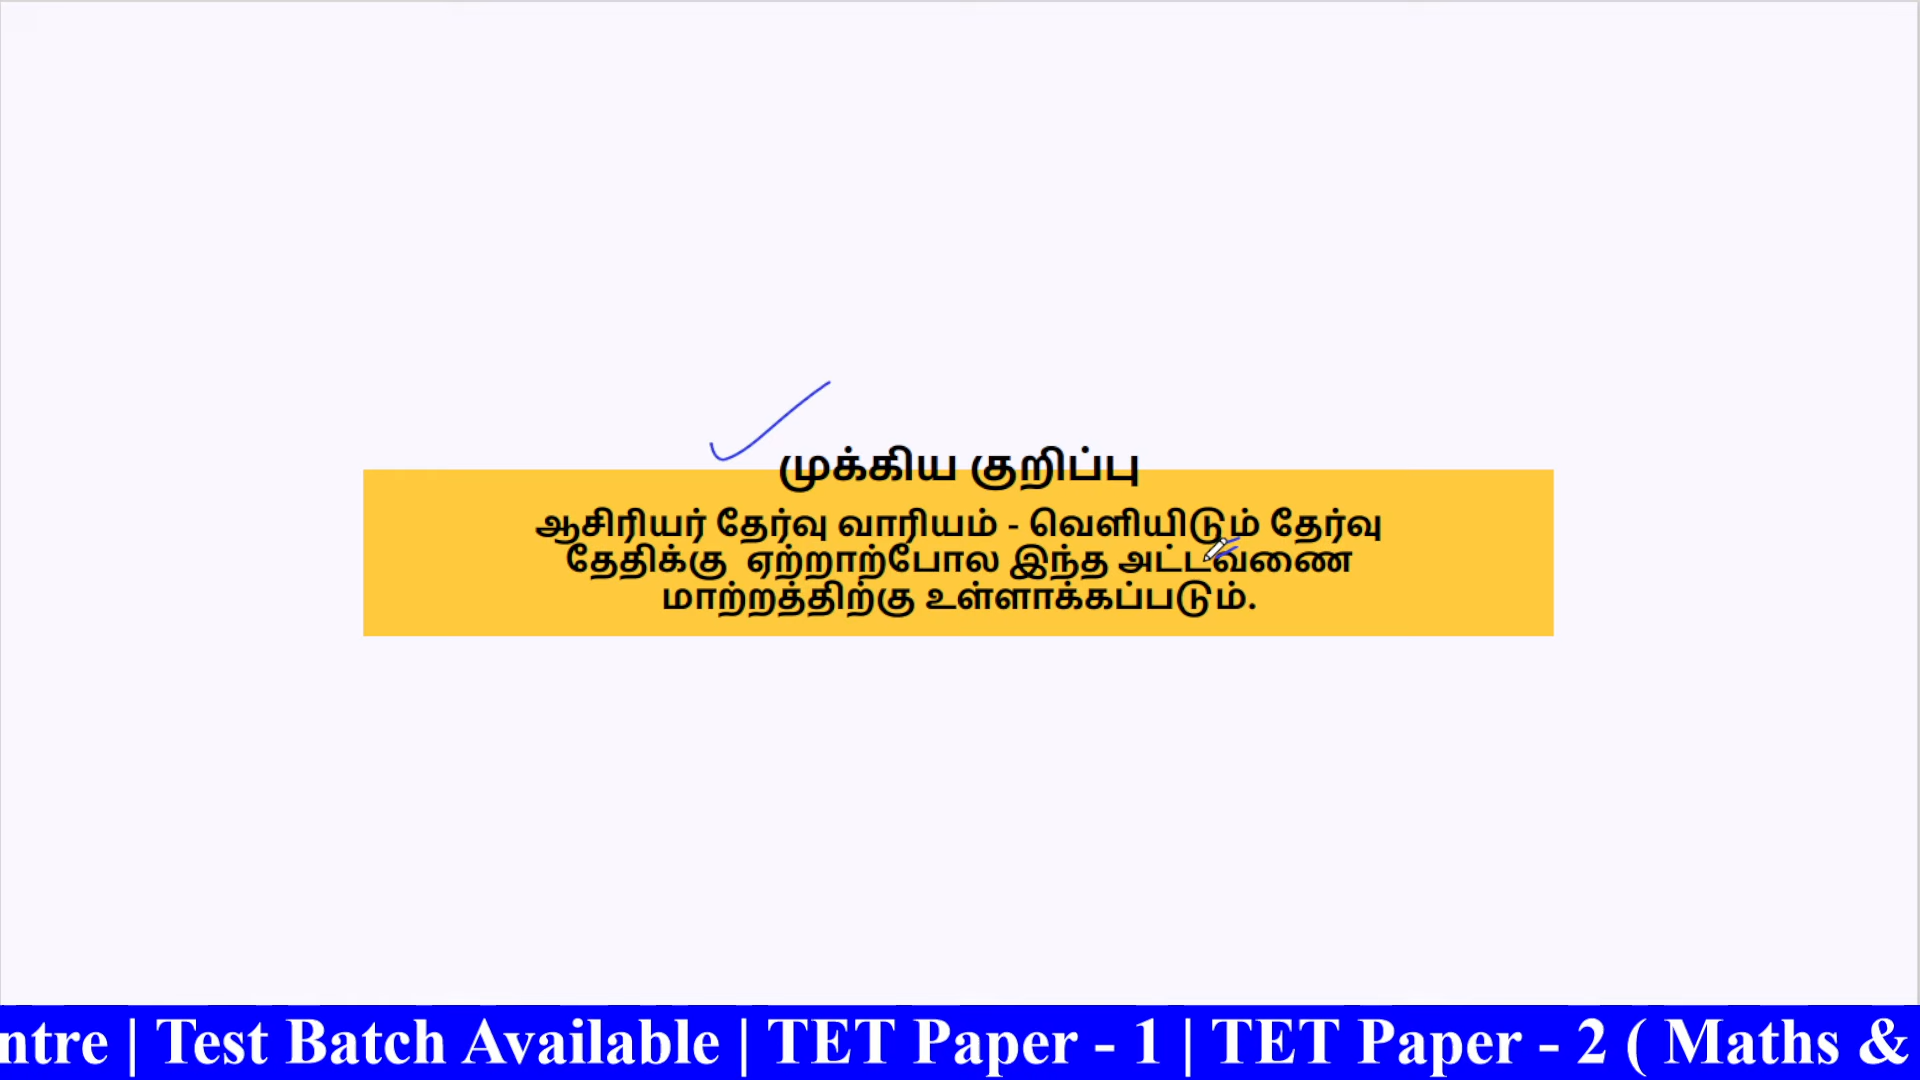 முக்கிய குறிப்பு
ஆசிரியர் தேர்வு வாரியம் - வெளியிடும் தேர்வு
தேதிக்கு ஏற்றாற்போல இந்த அட்டவணை
மாற்றத்திற்கு உள்ளாக்கப்படும்.
ntre | Test Batch Available | TET Paper - 1 | TET Paper - 2 ( Maths &